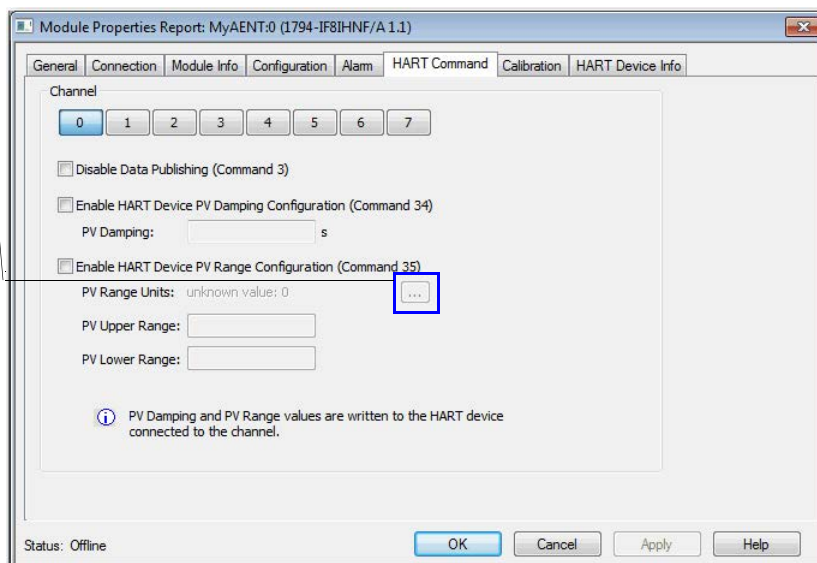 Module Properties Report: MyAENT:0 (1794-IF8IHNF/A 1.1)
General Connection Module Info Configuration Alarm HART Command Calibration HART Device Info
Channel
0 1 2 3 4 5 6 7
Disable Data Publishing (Command 3)
Enable HART Device PV Damping Configuration (Command 34)
PV Damping: s
Enable HART Device PV Range Configuration (Command 35)
PV Range Units: unknown value: 0 ...
PV Upper Range:
PV Lower Range:
PV Damping and PV Range values are written to the HART device
connected to the channel.
Status: Offline OK Cancel Apply Help